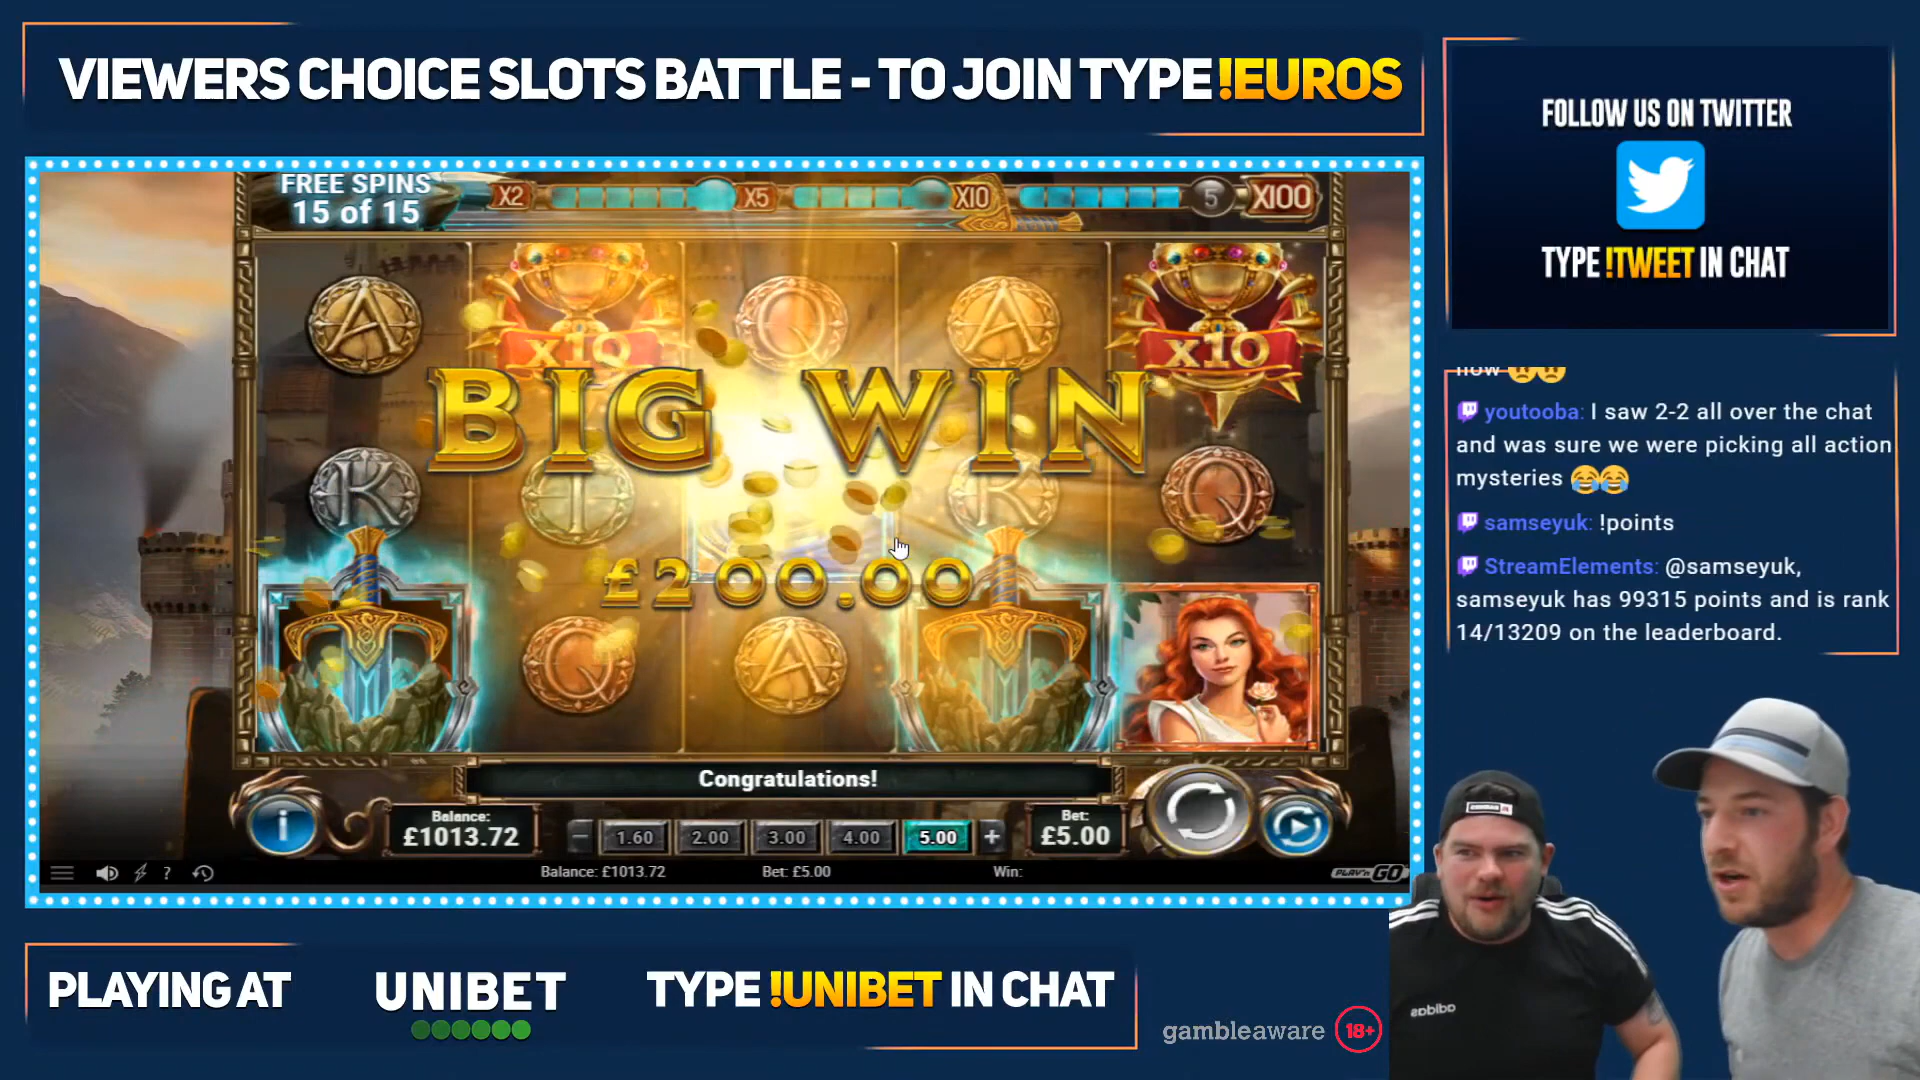 VIEWERS CHOICE SLOTS BATTLE - TO JOIN TYPE !EUROS
FOLLOW US ON TWITTER
TYPE !TWEET IN CHAT
FREE SPINS
15 of 15
X2
X5
X10
5
X100
A
x10
Q
A
x10
BIG WIN
K
K
Q
£200.00
Q
A
Congratulations!
Balance:
£1013.72
- 1.60 2.00 3.00 4.00 5.00 +
Bet:
£5.00
? Balance: £1013.72 Bet: £5.00 Win:
PLAY'n GO
youtooba: I saw 2-2 all over the chat
and was sure we were picking all action
mysteries 😂😂
samseyuk: !points
StreamElements: @samseyuk,
samseyuk has 99315 points and is rank
14/13209 on the leaderboard.
PLAYING AT
UNIBET
TYPE !UNIBET IN CHAT
gambleaware 18+
adidas